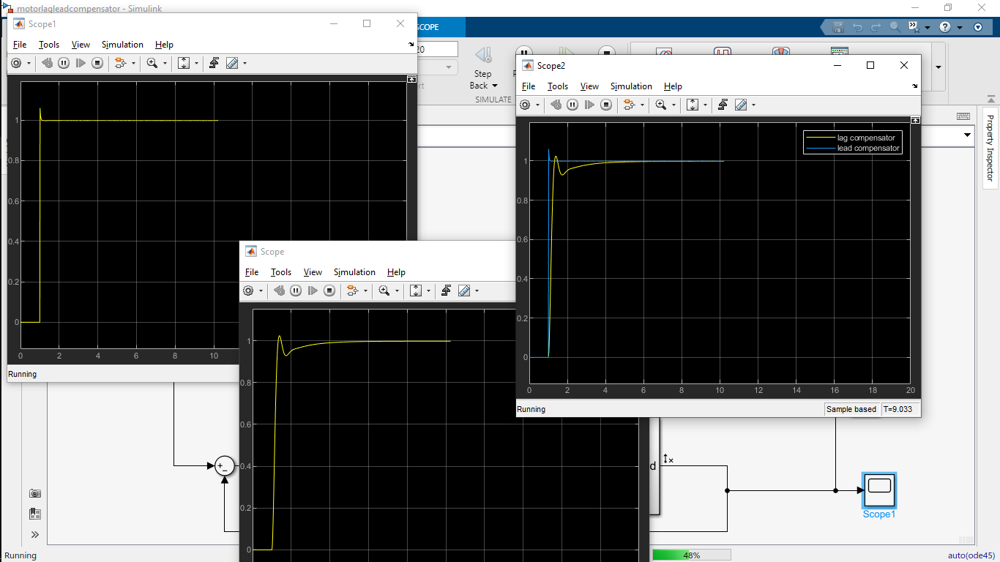 motorlagleadcompensator - Simulink
Scope1
File Tools View Simulation Help
1
0.8
0.6
0.4
0.2
0
0 2 4 6 8 10
Running
SCOPE
20
Step
Back
SIMULATE
Property Inspector
Scope2
File Tools View Simulation Help
lag compensator
lead compensator
1
0.8
0.6
0.4
0.2
0
0 2 4 6 8 10 12 14 16 18 20
Running
Sample based T=9.033
Scope
File Tools View Simulation Help
1
0.8
0.6
0.4
0.2
0
d
Scope1
Running
48%
auto(ode45)